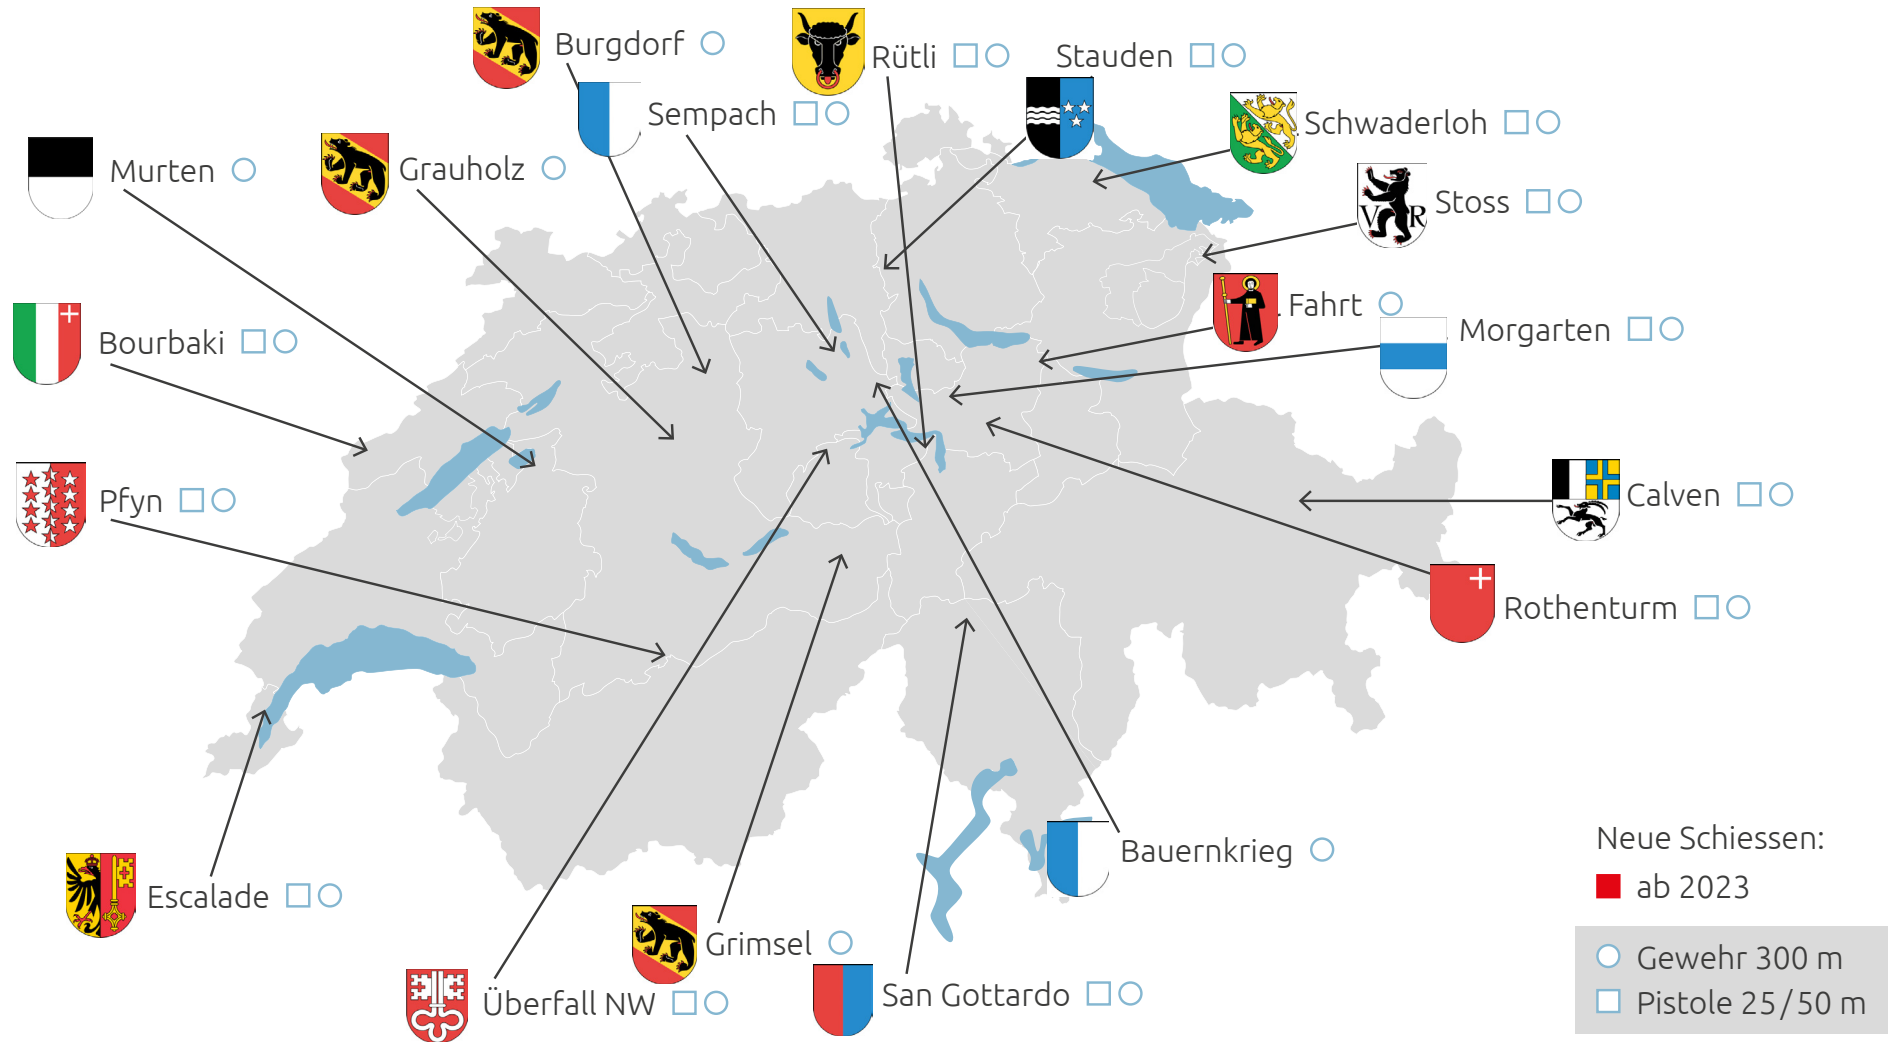 Burgdorf
Rütli
Stauden
Sempach
Schwaderloh
Murten
Grauholz
Stoss
V R
Fahrt
Morgarten
Bourbaki
Pfyn
Calven
Rothenturm
Bauernkrieg
Escalade
Grimsel
San Gottardo
Überfall NW
Neue Schiessen:
ab 2023
Gewehr 300 m
Pistole 25/50 m